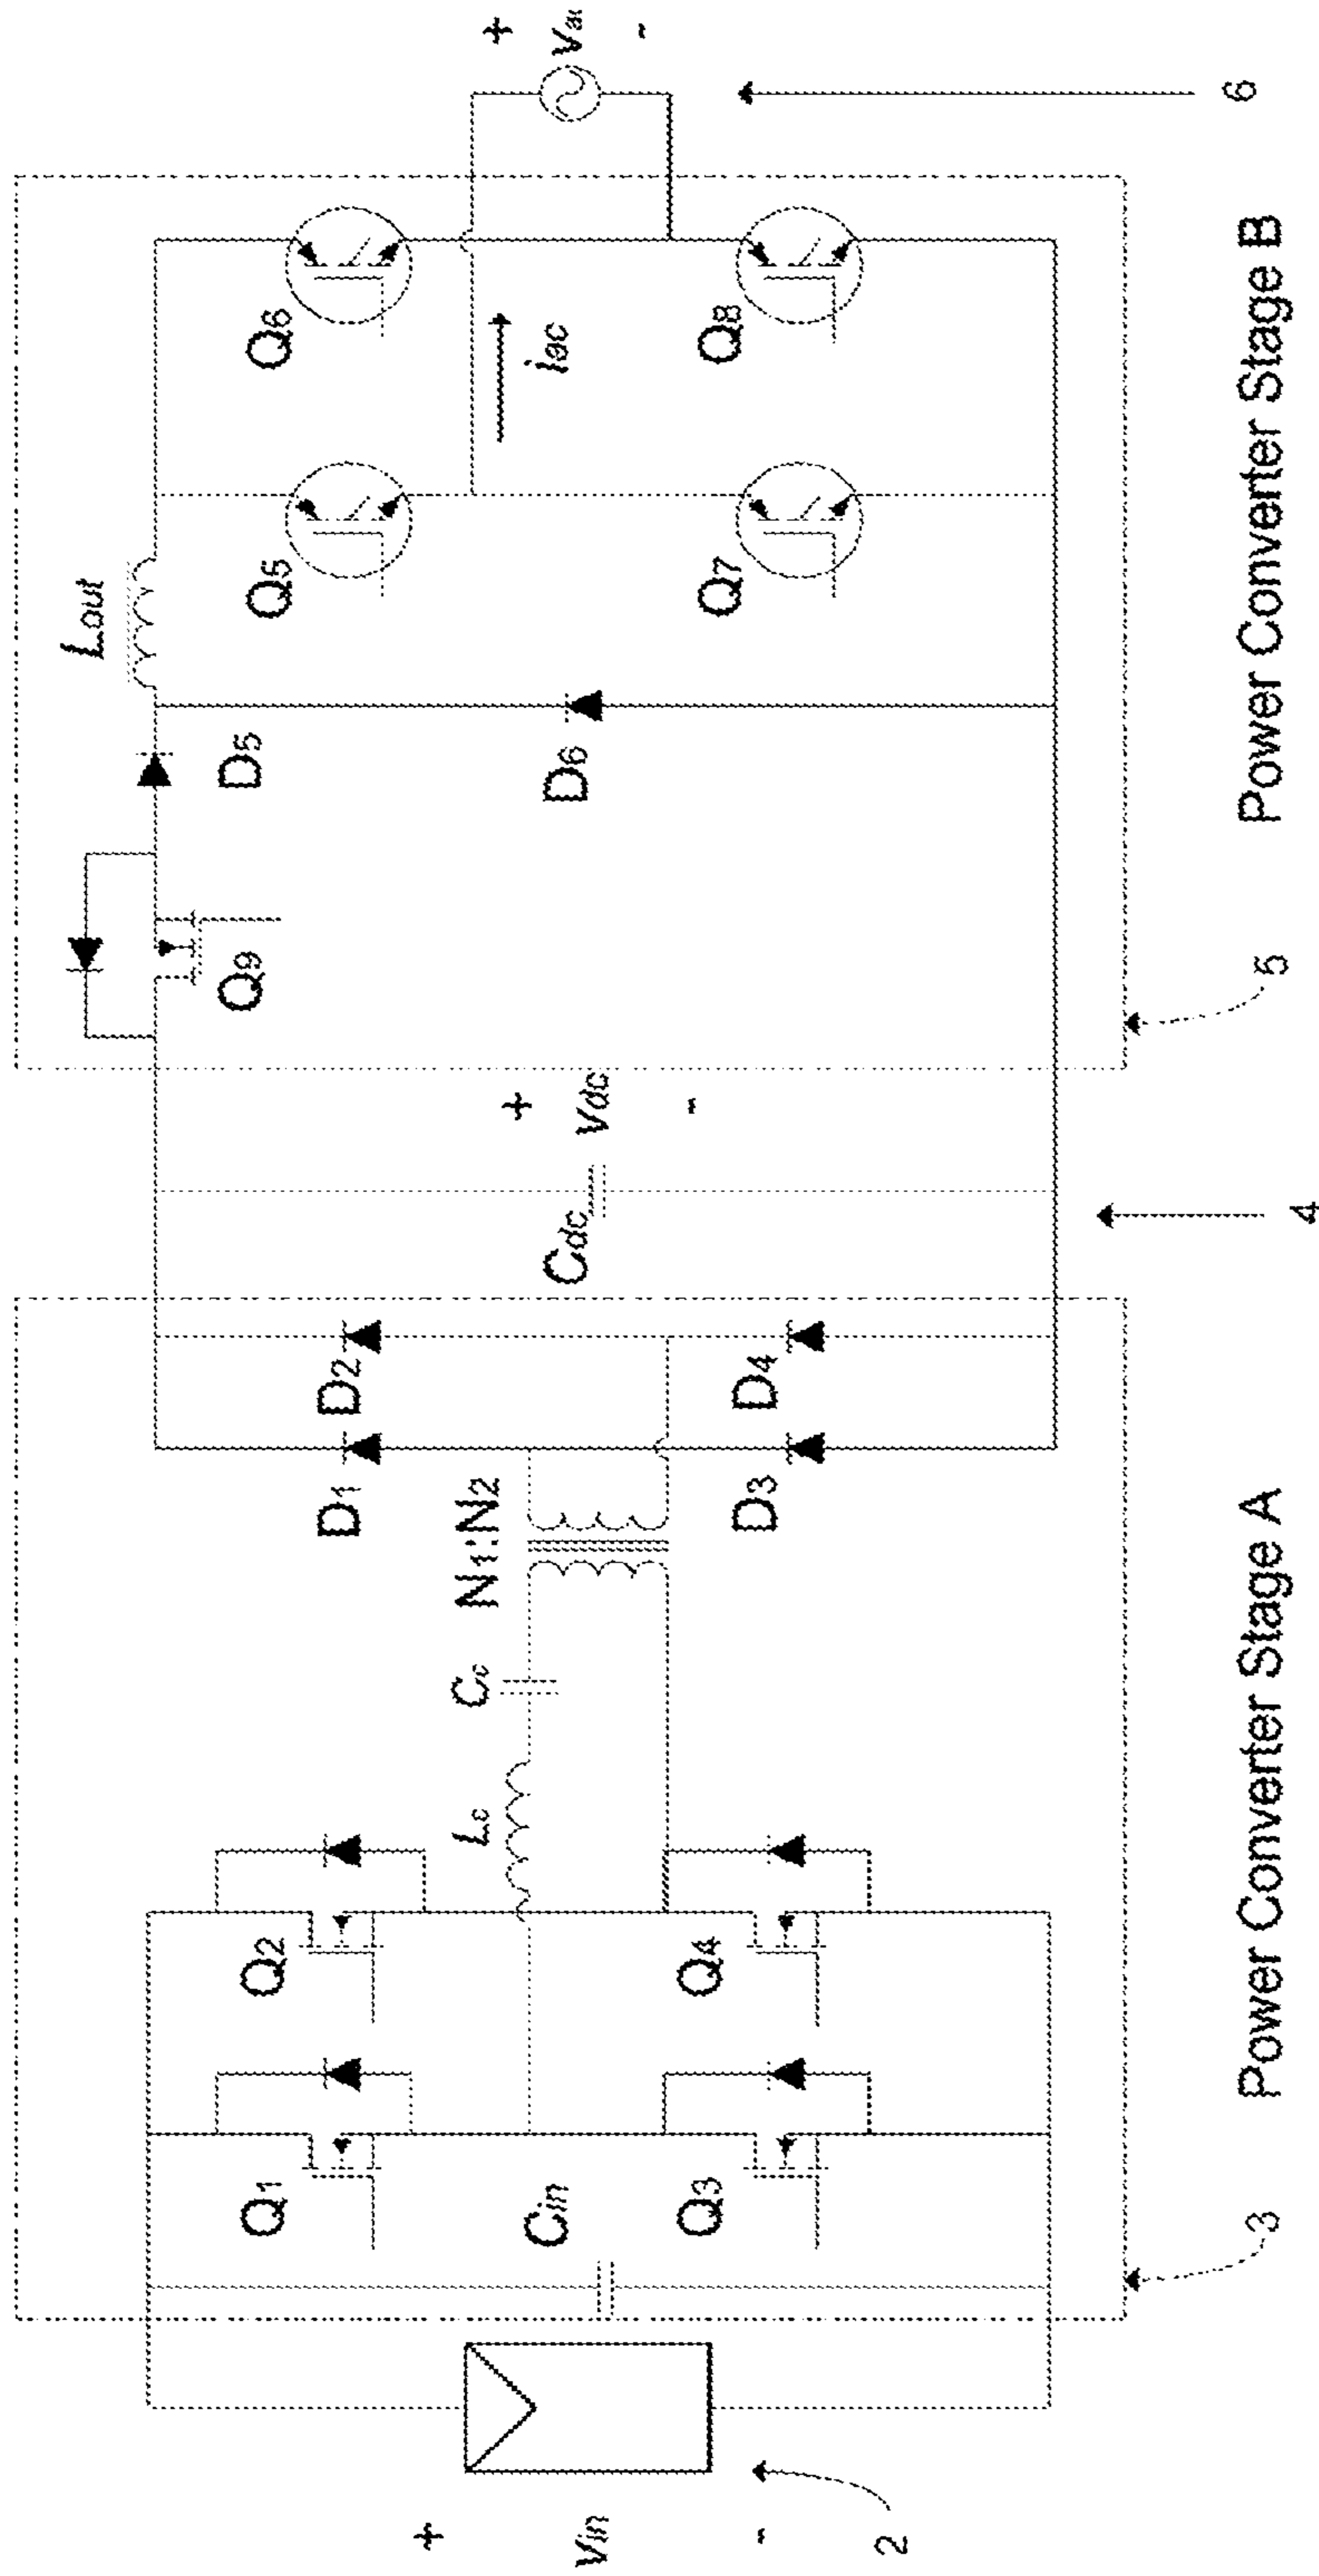 +
Vin
-
2
Cin
Q1
Q2
Q3
Q4
Lc
Cc
N1:N2
D1
D2
D3
D4
3
Power Converter Stage A
Cdc
+
Vdc
-
4
Q9
D5
D6
Lout
Q5
Q6
Q7
Q8
iac
5
Power Converter Stage B
+
Vac
-
6